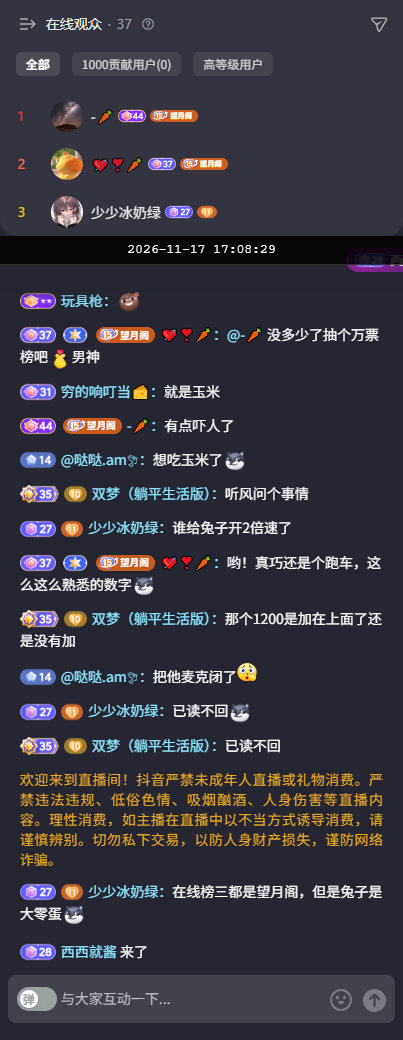 在线观众 · 37
全部 1000贡献用户(0) 高等级用户
1 - 44 15 望月阁
2 37 15 望月阁
3 少少冰奶绿 27 11
2026-11-17 17:08:29
28 西
** 玩具枪：
37 15 望月阁 ：@- 没多少了抽个万票
榜吧 男神
31 穷的响叮当 ：就是玉米
44 15 望月阁 - ：有点吓人了
14 @哒哒.am ：想吃玉米了
35 10 双梦（躺平生活版）：听风问个事情
27 11 少少冰奶绿：谁给兔子开2倍速了
37 15 望月阁 ：哟！真巧还是个跑车，这
么这么熟悉的数字
35 10 双梦（躺平生活版）：那个1200是加在上面了还
是没有加
14 @哒哒.am ：把他麦克闭了
27 11 少少冰奶绿：已读不回
35 10 双梦（躺平生活版）：已读不回
欢迎来到直播间！抖音严禁未成年人直播或礼物消费。严
禁违法违规、低俗色情、吸烟酗酒、人身伤害等直播内
容。理性消费，如主播在直播中以不当方式诱导消费，请
谨慎辨别。切勿私下交易，以防人身财产损失，谨防网络
诈骗。
27 11 少少冰奶绿：在线榜三都是望月阁，但是兔子是
大零蛋
28 西西就酱 来了
弹 与大家互动一下...